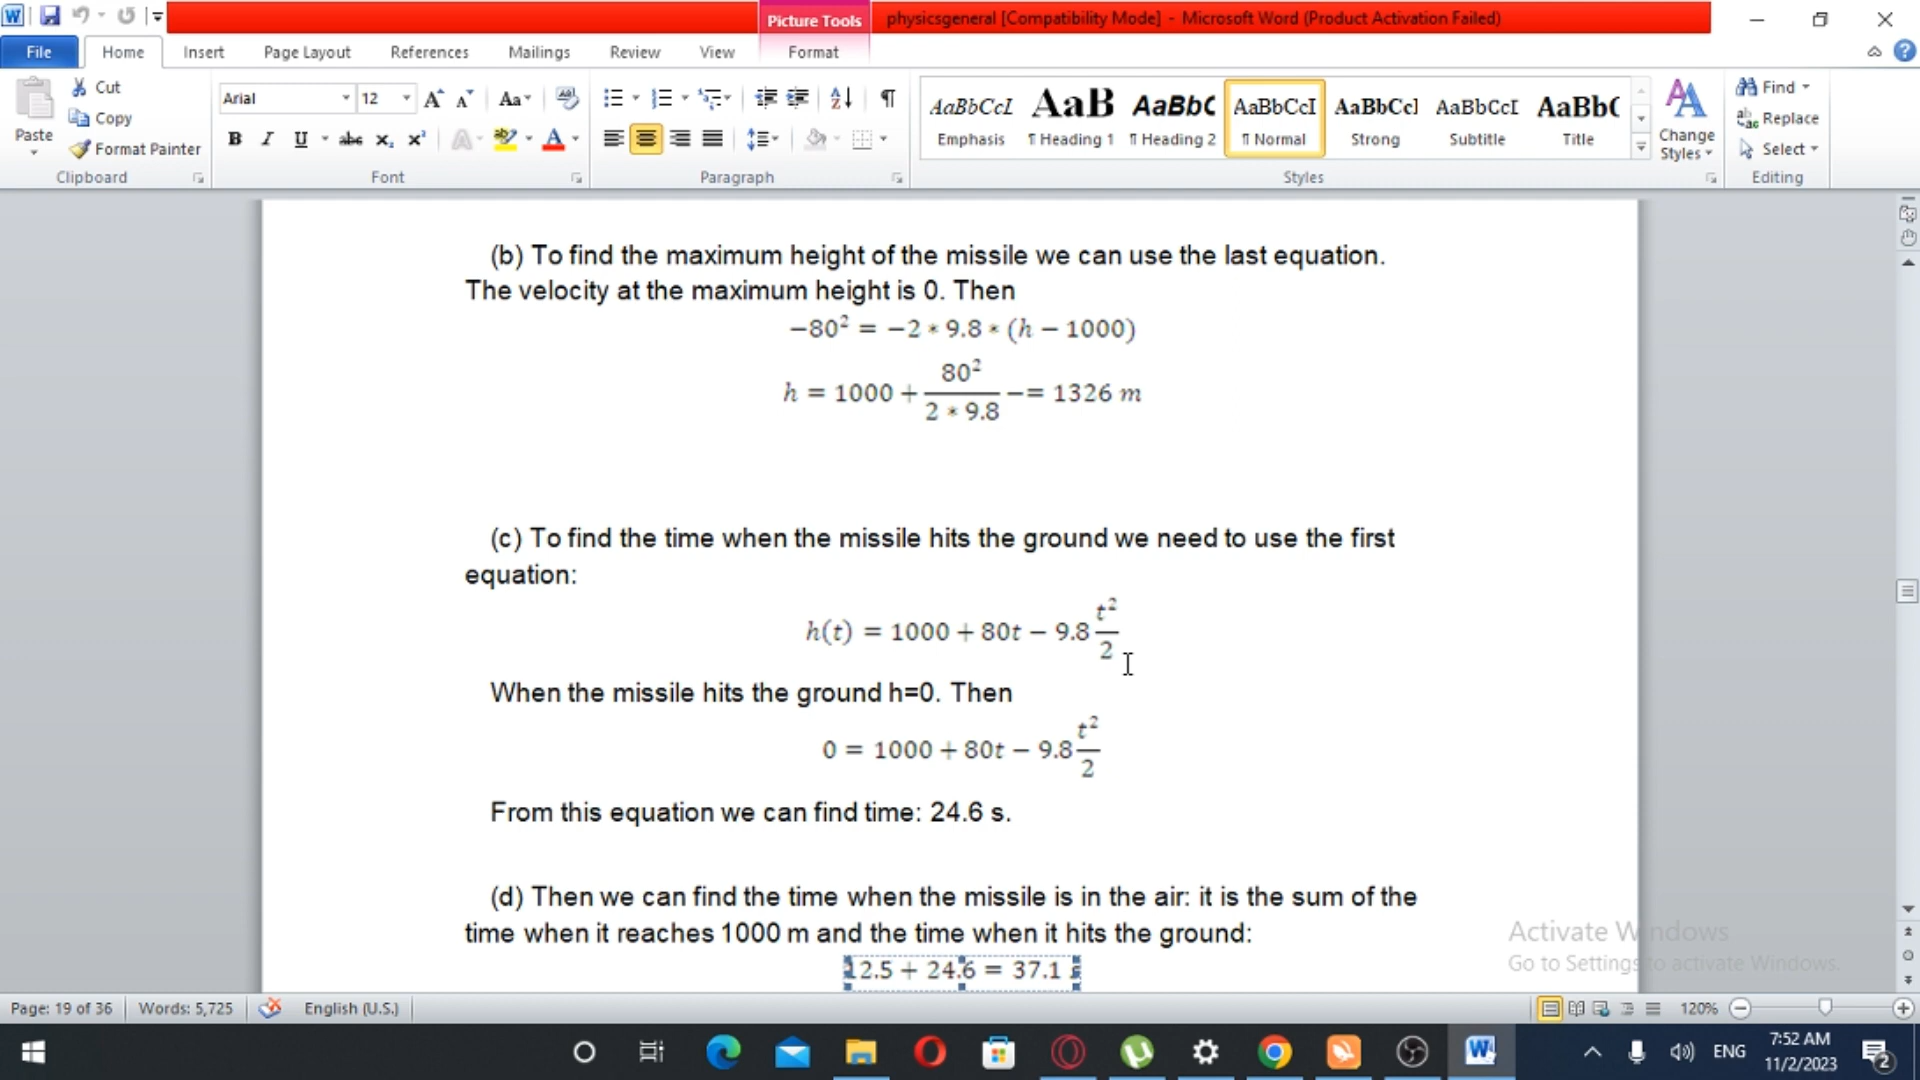 Picture Tools
physicsgeneral [Compatibility Mode] - Microsoft Word (Product Activation Failed)
File Home Insert Page Layout References Mailings Review View Format
Paste
Cut
Copy
Format Painter
Clipboard
Arial 12
Font
Paragraph
AaBbCcI AaB AaBbC AaBbCcI AaBbCcl AaBbCcI AaBb(
Emphasis ¶ Heading 1 ¶ Heading 2 ¶ Normal Strong Subtitle Title
Change Styles
Styles
Find
Replace
Select
Editing
(b) To find the maximum height of the missile we can use the last equation.
The velocity at the maximum height is 0. Then
−80² = −2 * 9.8 * (h − 1000)
h = 1000 + 80² / (2 * 9.8) −= 1326 m
(c) To find the time when the missile hits the ground we need to use the first
equation:
h(t) = 1000 + 80t − 9.8 t²/2
When the missile hits the ground h=0. Then
0 = 1000 + 80t − 9.8 t²/2
From this equation we can find time: 24.6 s.
(d) Then we can find the time when the missile is in the air: it is the sum of the
time when it reaches 1000 m and the time when it hits the ground:
12.5 + 24.6 = 37.1 s
Activate Windows
Go to Settings to activate Windows.
Page: 19 of 36 Words: 5,725 English (U.S.) 120%
ENG
7:52 AM
11/2/2023
2